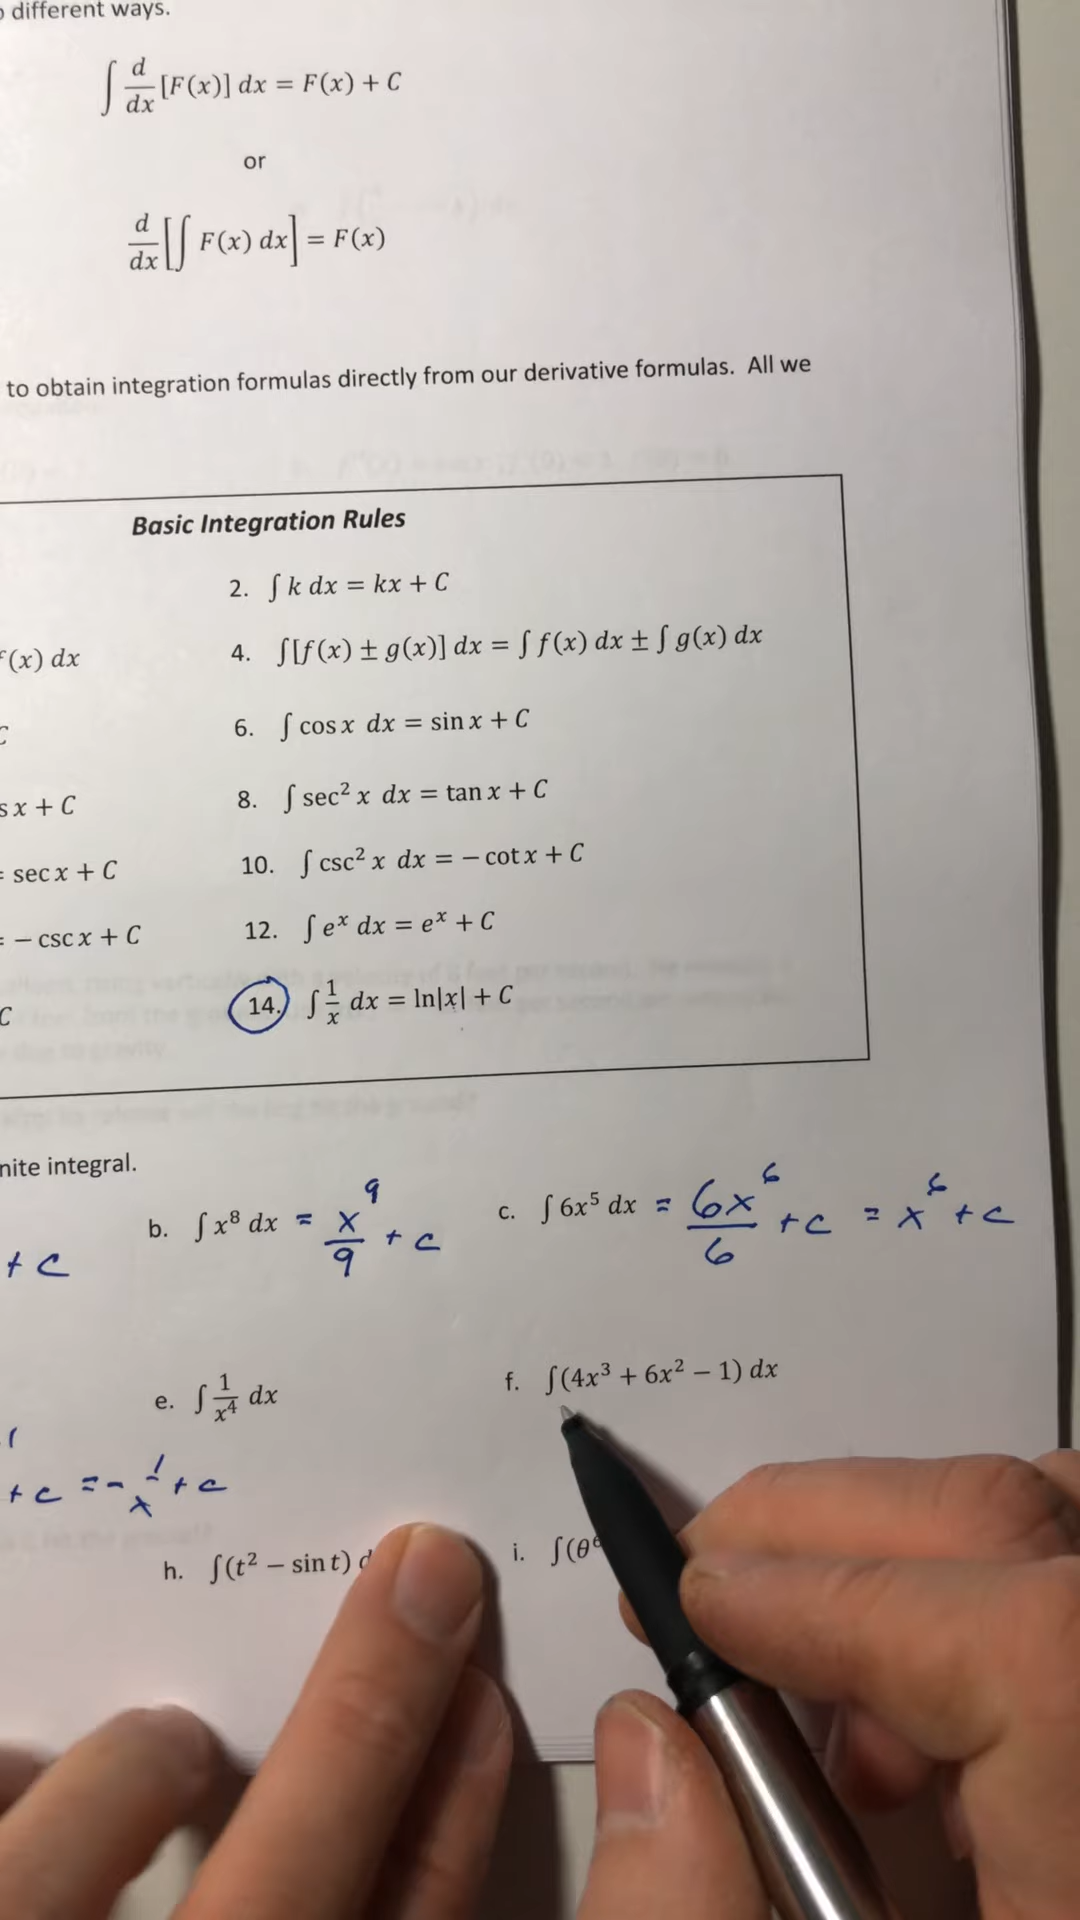 different ways.
∫ d/dx [F(x)] dx = F(x) + C
or
d/dx [∫ F(x) dx] = F(x)
to obtain integration formulas directly from our derivative formulas. All we
Basic Integration Rules
2. ∫ k dx = kx + C
(x) dx 4. ∫[f(x) ± g(x)] dx = ∫ f(x) dx ± ∫ g(x) dx
6. ∫ cos x dx = sin x + C
s x + C 8. ∫ sec² x dx = tan x + C
= sec x + C 10. ∫ csc² x dx = − cot x + C
= − csc x + C 12. ∫ eˣ dx = eˣ + C
C 14. ∫ 1/x dx = ln|x| + C
nite integral.
+ C b. ∫ x⁸ dx = x⁹/9 + C c. ∫ 6x⁵ dx = 6x⁶/6 + C = x⁶ + C
e. ∫ 1/x⁴ dx f. ∫(4x³ + 6x² − 1) dx
+ C = − 1/x + C
h. ∫(t² − sin t) i. ∫(θ